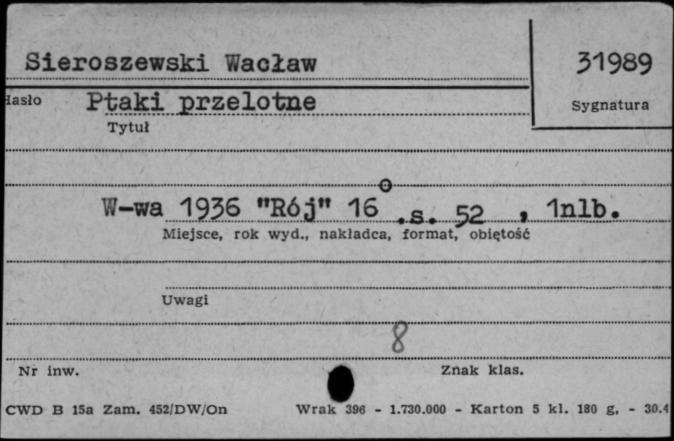 Sieroszewski Wacław
31989
Hasło Ptaki przelotne
Sygnatura
Tytuł
W-wa 1936 "Rój" 16° .s. 52 , 1nlb.
Miejsce, rok wyd., nakładca, format, objętość
Uwagi
8
Nr inw. Znak klas.
CWD B 15a Zam. 452/DW/On Wrak 396 - 1.730.000 - Karton 5 kl. 180 g. - 30.4